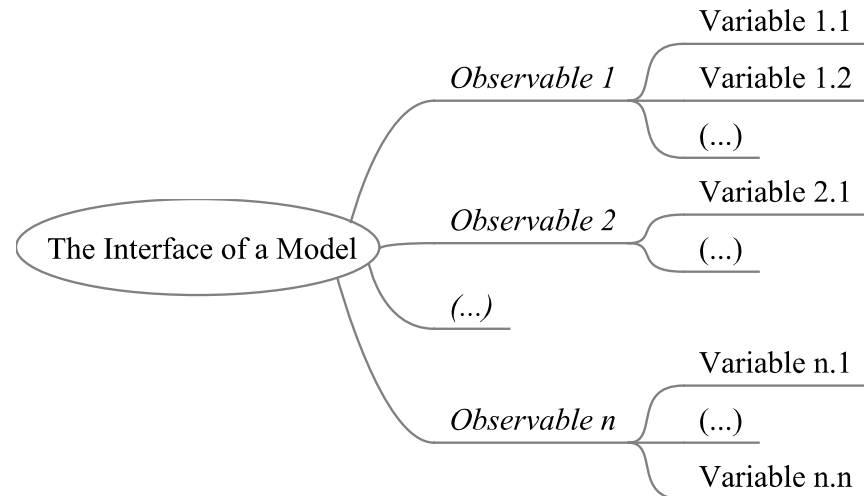 Variable 1.1
Observable 1
Variable 1.2
(...)
Variable 2.1
Observable 2
The Interface of a Model
(...)
(...)
Variable n.1
Observable n
(...)
Variable n.n